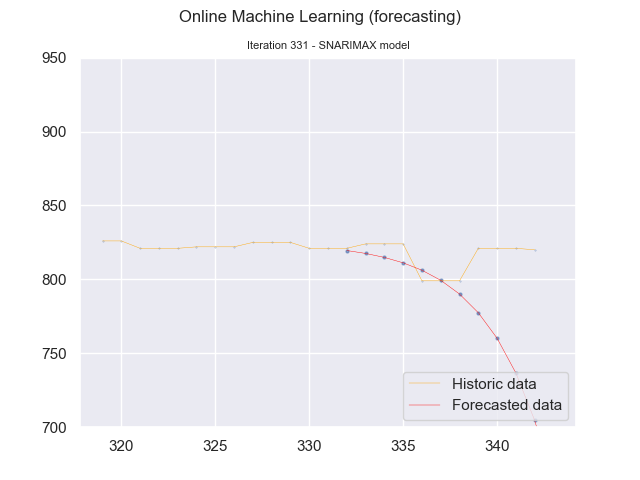 Online Machine Learning (forecasting)
Iteration 331 - SNARIMAX model
950
900
850
800
750
700
320
325
330
335
340
Historic data
Forecasted data